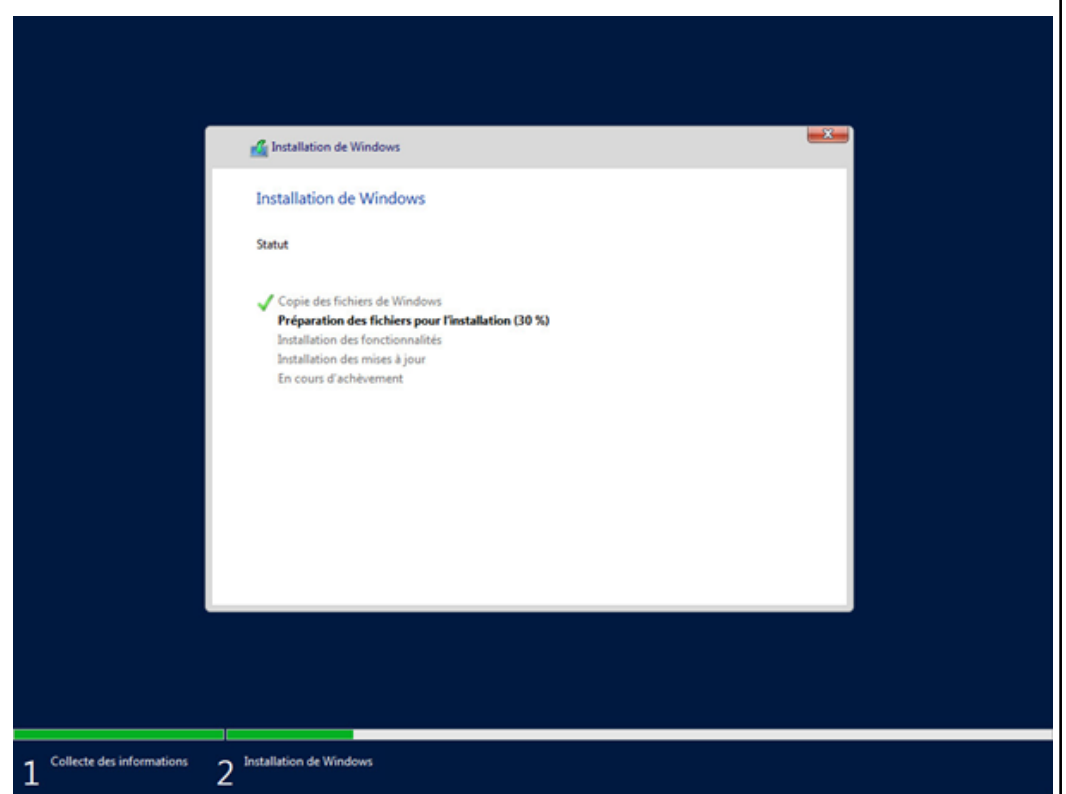 Installation de Windows
Installation de Windows
Statut
Copie des fichiers de Windows
Préparation des fichiers pour l'installation (30 %)
Installation des fonctionnalités
Installation des mises à jour
En cours d'achèvement
1 Collecte des informations 2 Installation de Windows